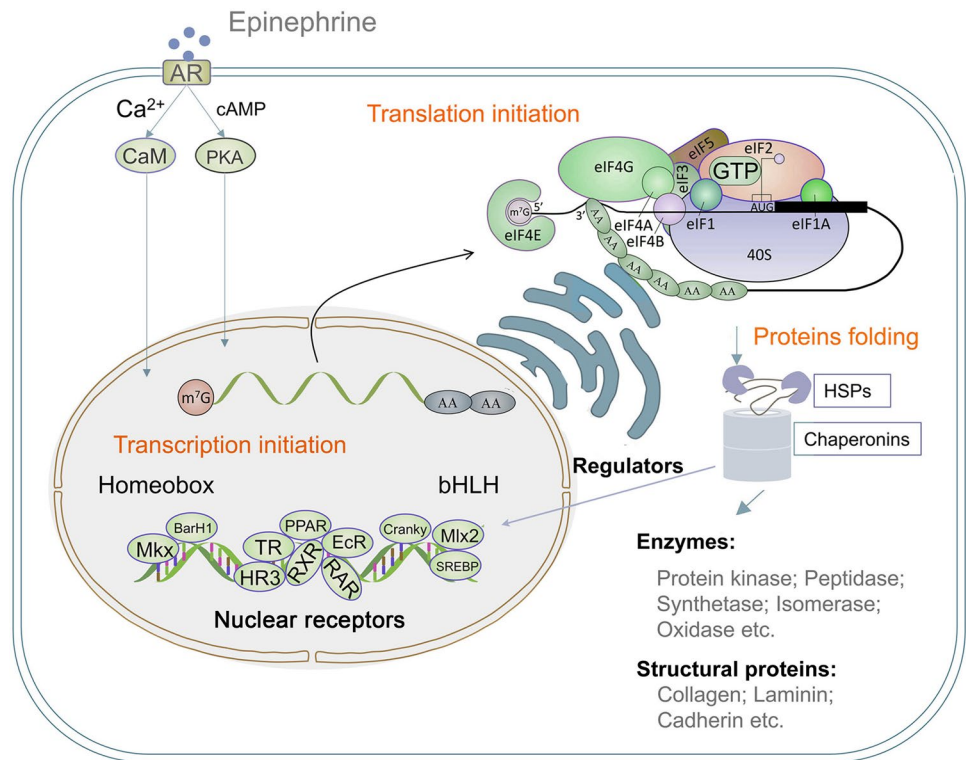 Epinephrine
AR
Ca²⁺
cAMP
CaM
PKA
Translation initiation
eIF4G
eIF5
eIF3
eIF2
GTP
m⁷G
5'
eIF4E
3'
eIF4A
eIF4B
eIF1
AUG
eIF1A
40S
AA
AA
AA
AA
AA
AA
AA
Proteins folding
HSPs
Chaperonins
m⁷G
AA
AA
Transcription initiation
Homeobox
bHLH
Regulators
BarH1
Mkx
TR
HR3
PPAR
RXR
EcR
RAR
Cranky
Mlx2
SREBP
Nuclear receptors
Enzymes:
Protein kinase; Peptidase;
Synthetase; Isomerase;
Oxidase etc.
Structural proteins:
Collagen; Laminin;
Cadherin etc.